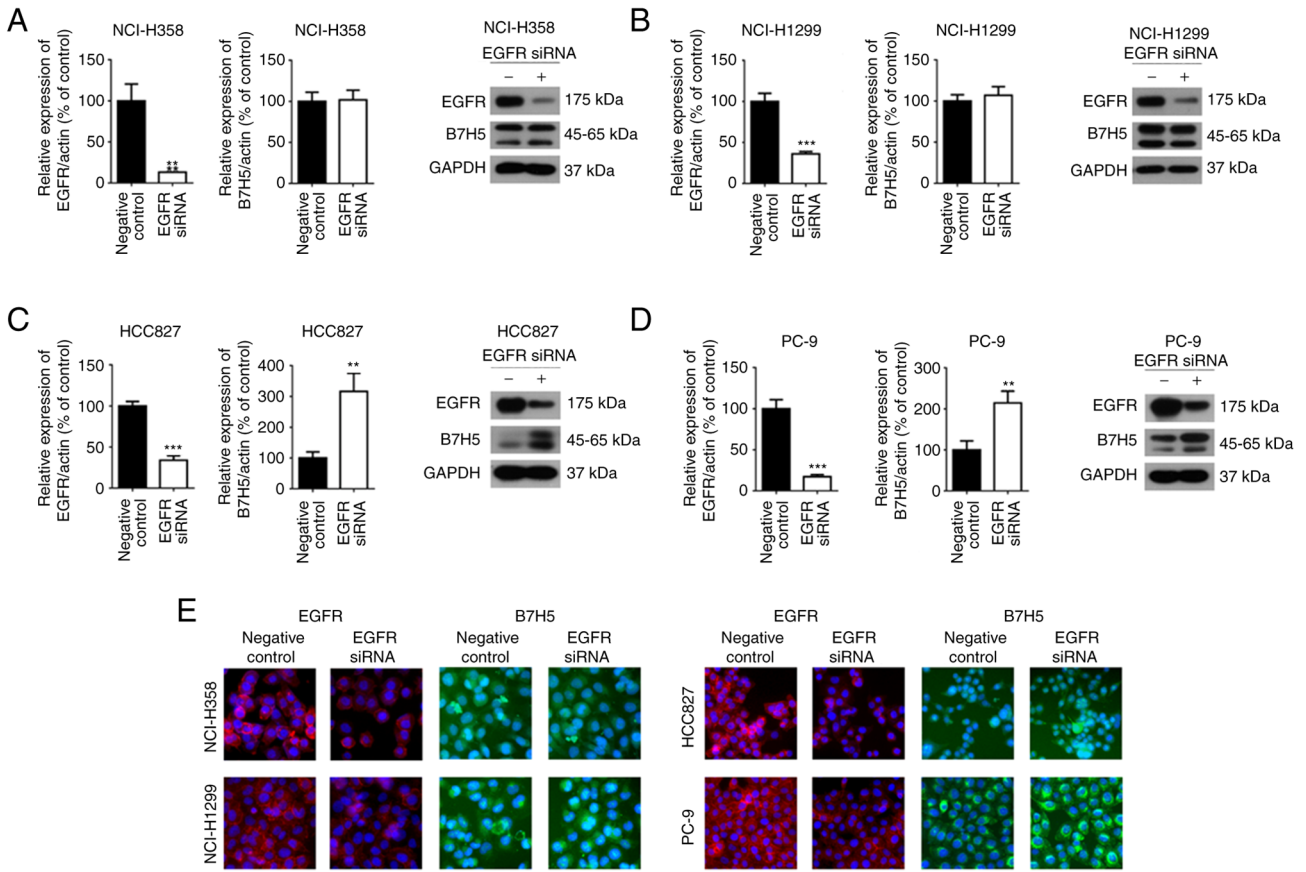 A
NCI-H358
Relative expression of
EGFR/actin (% of control)
150
100
50
0
**
**
Negative
control
EGFR
siRNA
NCI-H358
Relative expression of
B7H5/actin (% of control)
150
100
50
0
Negative
control
EGFR
siRNA
NCI-H358
EGFR siRNA
– +
EGFR 175 kDa
B7H5 45-65 kDa
GAPDH 37 kDa
B
NCI-H1299
Relative expression of
EGFR/actin (% of control)
150
100
50
0
***
Negative
control
EGFR
siRNA
NCI-H1299
Relative expression of
B7H5/actin (% of control)
150
100
50
0
Negative
control
EGFR
siRNA
NCI-H1299
EGFR siRNA
– +
EGFR 175 kDa
B7H5 45-65 kDa
GAPDH 37 kDa
C
HCC827
Relative expression of
EGFR/actin (% of control)
150
100
50
0
***
Negative
control
EGFR
siRNA
HCC827
Relative expression of
B7H5/actin (% of control)
400
300
200
100
0
**
Negative
control
EGFR
siRNA
HCC827
EGFR siRNA
– +
EGFR 175 kDa
B7H5 45-65 kDa
GAPDH 37 kDa
D
PC-9
Relative expression of
EGFR/actin (% of control)
150
100
50
0
***
Negative
control
EGFR
siRNA
PC-9
Relative expression of
B7H5/actin (% of control)
300
200
100
0
**
Negative
control
EGFR
siRNA
PC-9
EGFR siRNA
– +
EGFR 175 kDa
B7H5 45-65 kDa
GAPDH 37 kDa
E
EGFR B7H5
Negative
control
EGFR
siRNA
Negative
control
EGFR
siRNA
NCI-H358
NCI-H1299
EGFR B7H5
Negative
control
EGFR
siRNA
Negative
control
EGFR
siRNA
HCC827
PC-9